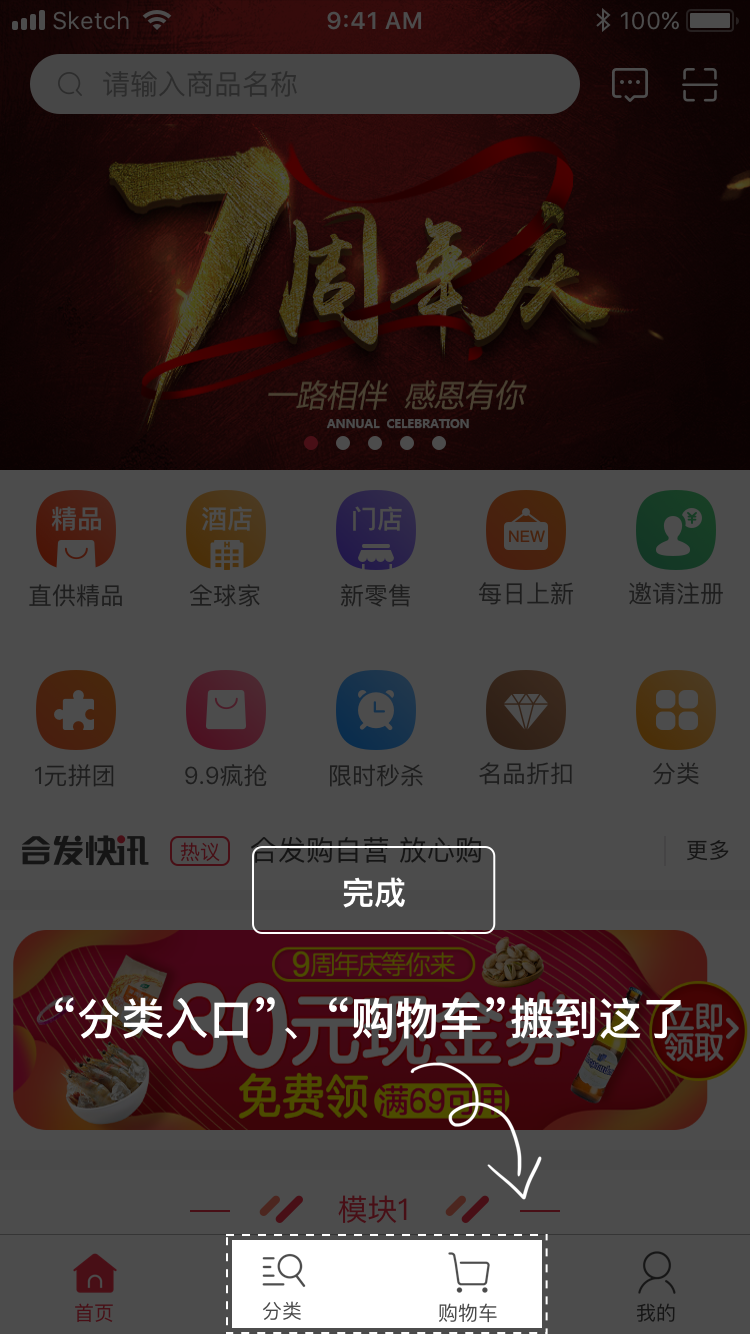 Sketch 9:41 AM 100%
请输入商品名称
7周年庆
一路相伴 感恩有你
ANNUAL CELEBRATION
精品 酒店 门店 NEW ¥
直供精品 全球家 新零售 每日上新 邀请注册
1元拼团 9.9疯抢 限时秒杀 名品折扣 分类
合发快讯 热议 合发购自营 放心购 更多
完成
9周年庆等你来
30元现金券
“分类入口”、“购物车”搬到这了
立即
领取
免费领 满69可用
模块1
首页 分类 购物车 我的